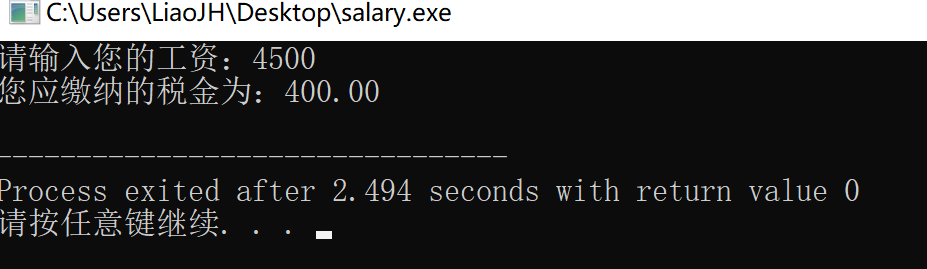 C:\Users\LiaoJH\Desktop\salary.exe
请输入您的工资：4500
您应缴纳的税金为：400.00
--------------------------------
Process exited after 2.494 seconds with return value 0
请按任意键继续. . .